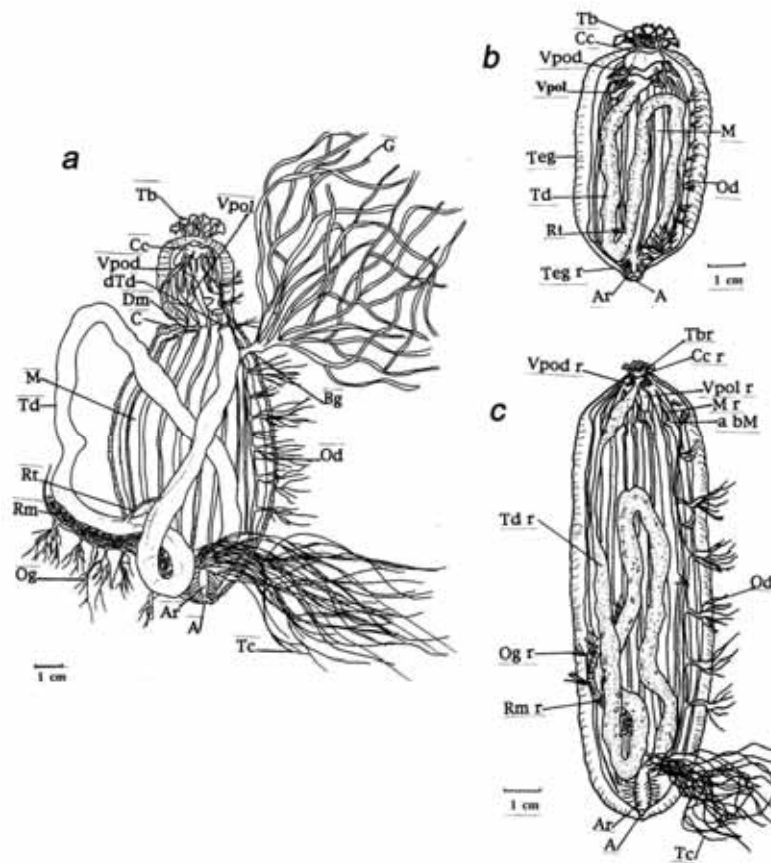 a
G
Tb
Vpol
Cc
Vpod
dTd
Dm
C
M
Td
Bg
Od
Rt
Rm
Og
Ar
A
Tc
1 cm
b
Tb
Cc
Vpod
Vpol
M
Teg
Td
Od
Rt
Teg r
Ar
A
1 cm
c
Tbr
Cc r
Vpod r
Vpol r
M r
a bM
Td r
Od
Og r
Rm r
1 cm
Ar
A
Tc